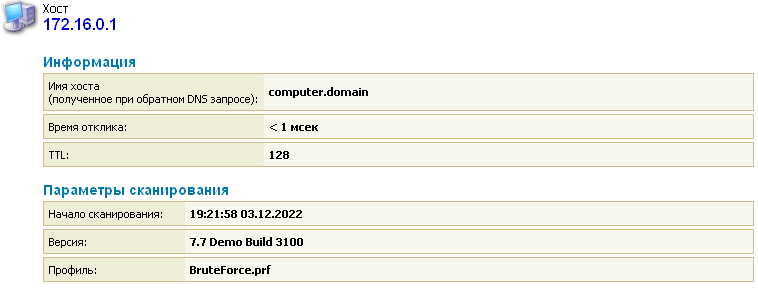 Хост
172.16.0.1
Информация
Имя хоста
(полученное при обратном DNS запросе): computer.domain
Время отклика: < 1 мсек
TTL: 128
Параметры сканирования
Начало сканирования: 19:21:58 03.12.2022
Версия: 7.7 Demo Build 3100
Профиль: BruteForce.prf